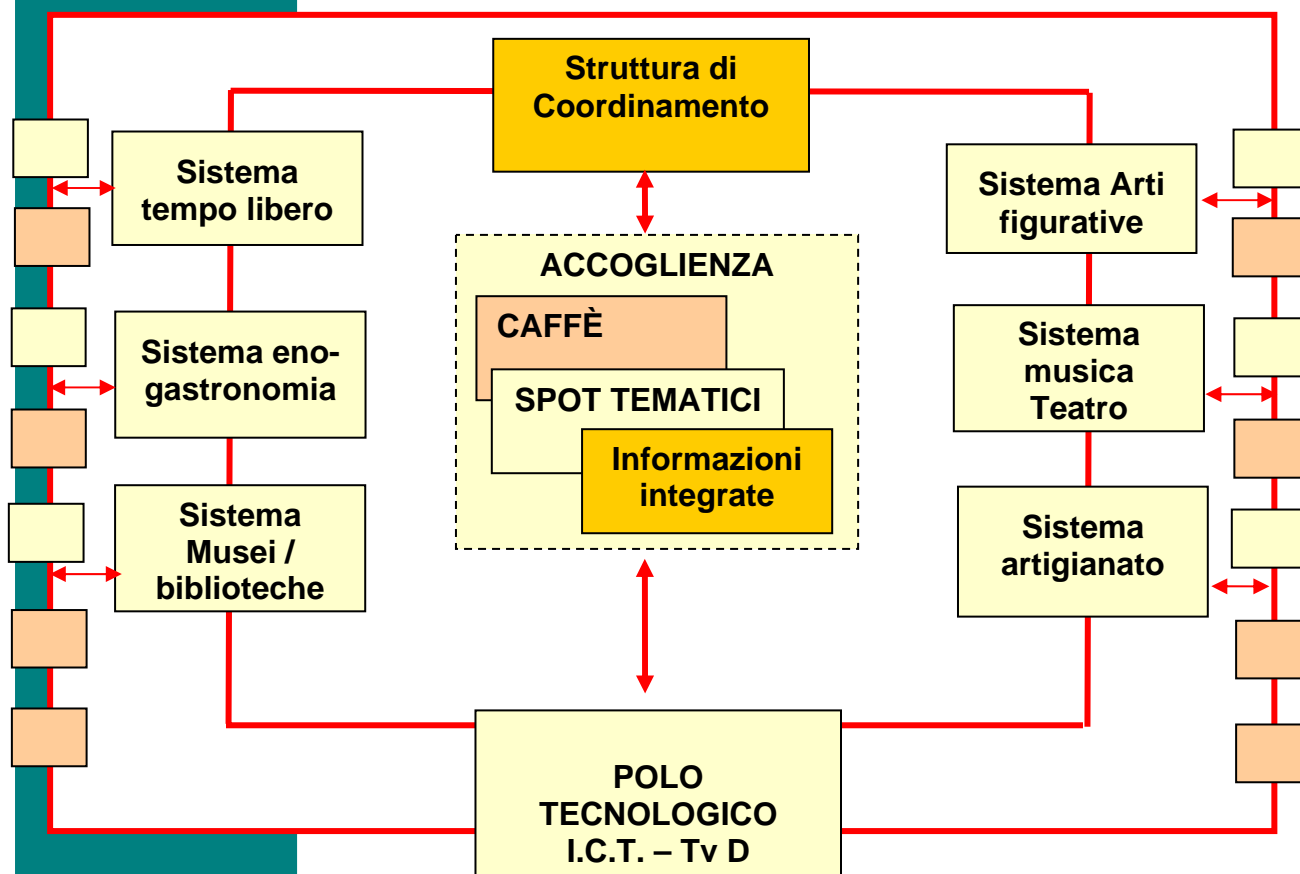 Struttura di
Coordinamento
Sistema
tempo libero
Sistema eno-
gastronomia
Sistema
Musei /
biblioteche
ACCOGLIENZA
CAFFÈ
SPOT TEMATICI
Informazioni
integrate
Sistema Arti
figurative
Sistema
musica
Teatro
Sistema
artigianato
POLO
TECNOLOGICO
I.C.T. – Tv D